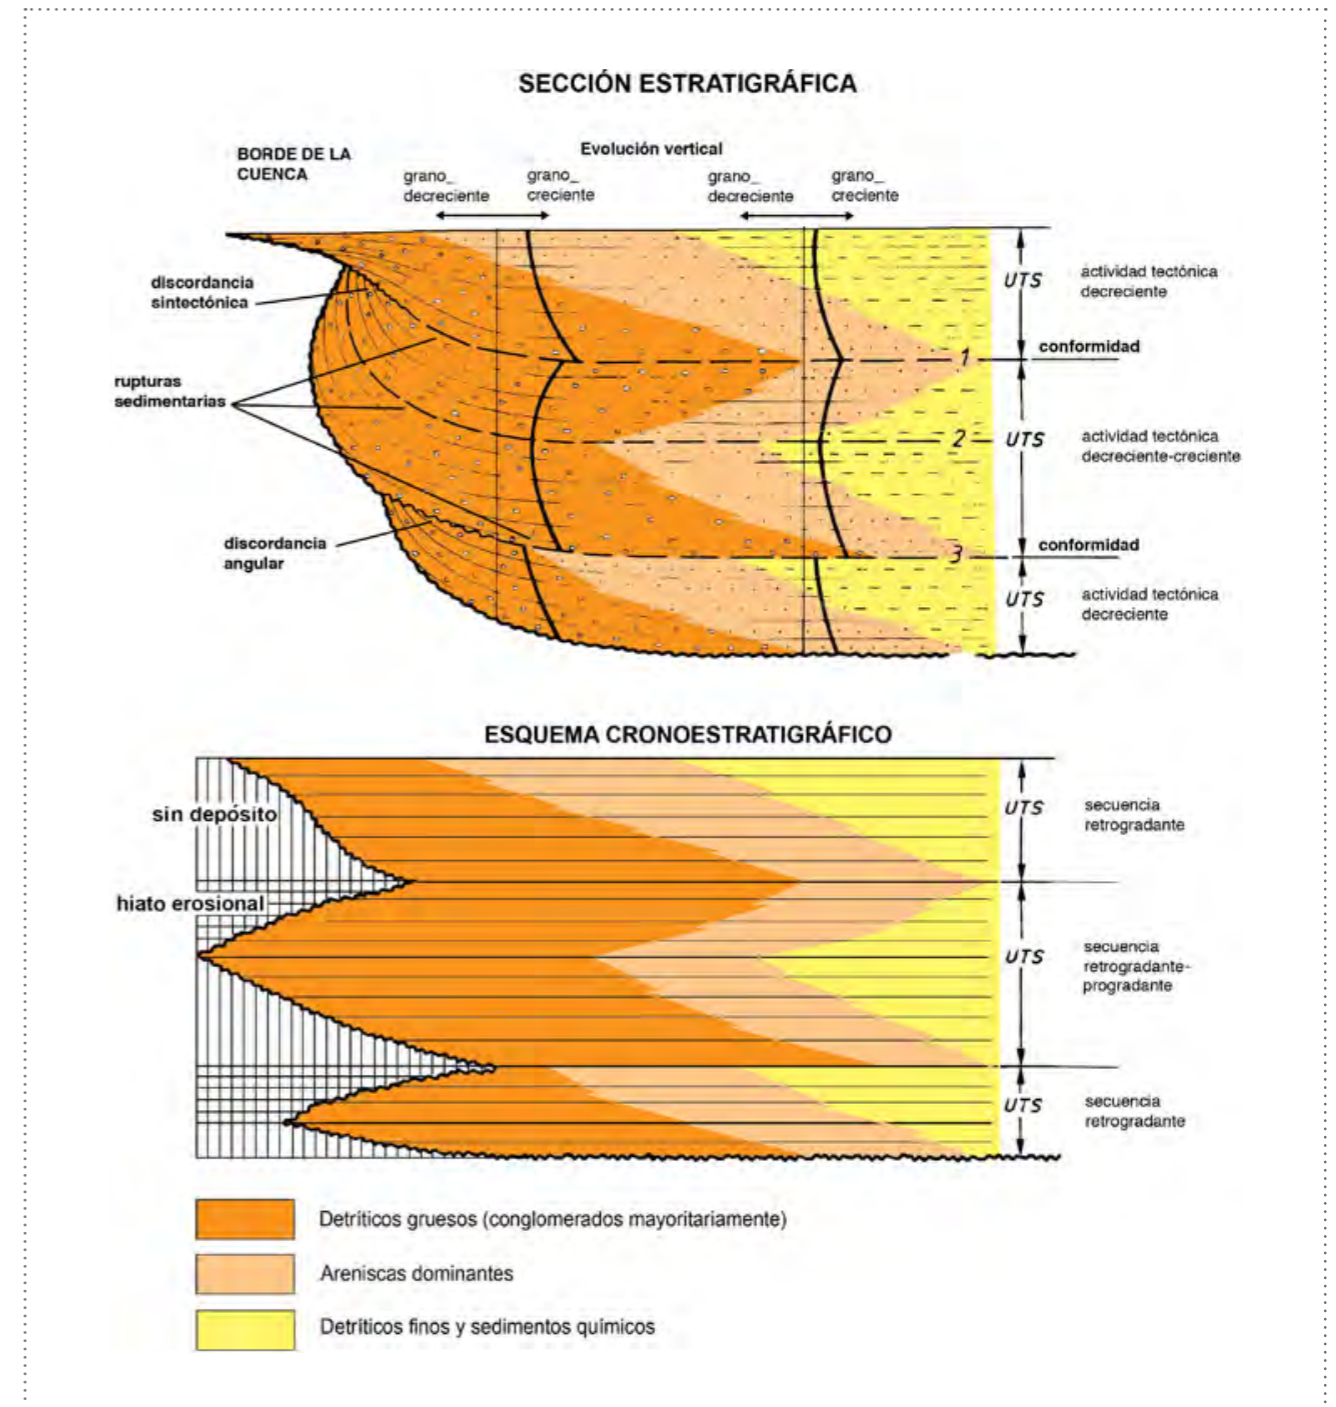 SECCIÓN ESTRATIGRÁFICA
BORDE DE LA
CUENCA
Evolución vertical
grano_
decreciente
grano_
creciente
grano_
decreciente
grano_
creciente
discordancia
sintectónica
rupturas
sedimentarias
discordancia
angular
UTS
actividad tectónica
decreciente
1
conformidad
2
UTS
actividad tectónica
decreciente-creciente
3
conformidad
UTS
actividad tectónica
decreciente
ESQUEMA CRONOESTRATIGRÁFICO
sin depósito
hiato erosional
UTS
secuencia
retrogradante
UTS
secuencia
retrogradante-
progradante
UTS
secuencia
retrogradante
Detríticos gruesos (conglomerados mayoritariamente)
Areniscas dominantes
Detríticos finos y sedimentos químicos